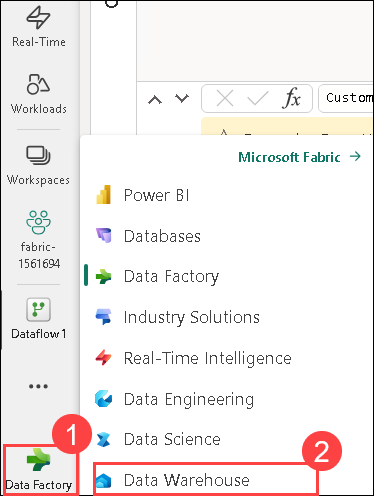 Real-Time
Workloads
Workspaces
fabric-
1561694
Dataflow 1
Data Factory
1
fx
Custom
Microsoft Fabric →
Power BI
Databases
Data Factory
Industry Solutions
Real-Time Intelligence
Data Engineering
Data Science
Data Warehouse
2